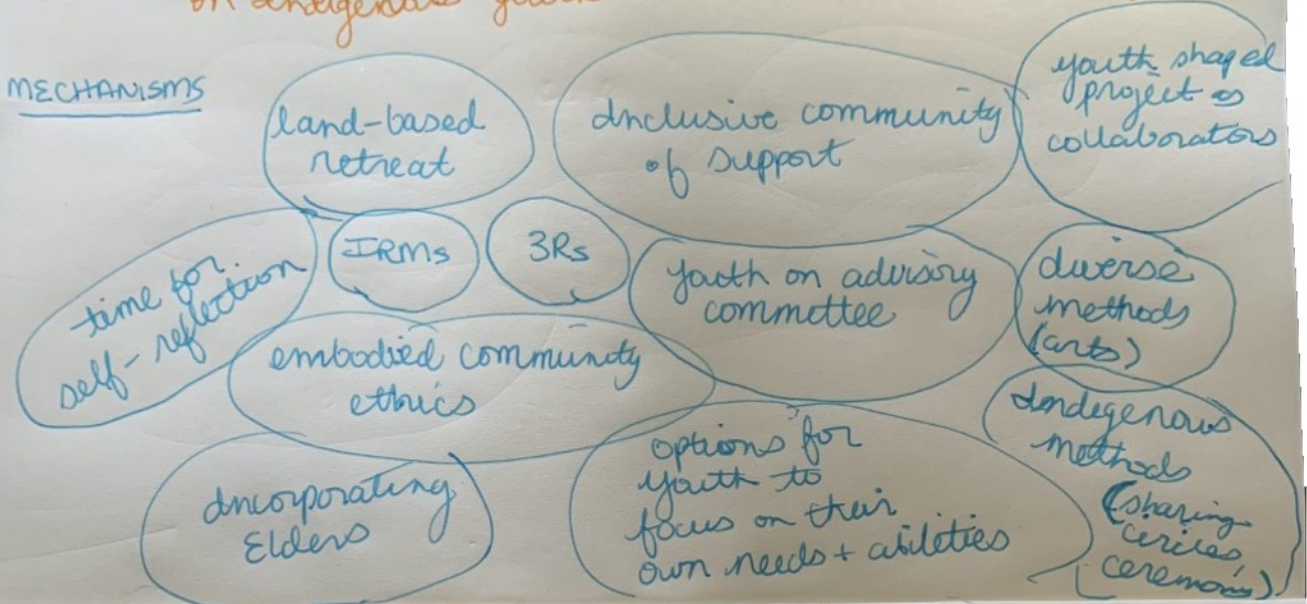 on indigenous
MECHANISMS
land-based
retreat
Inclusive community
of support
youth shaped
project as
collaborators
time for
self-reflection
IRMs
3Rs
youth on advisory
committee
diverse
methods
(arts)
embodied community
ethics
Indigenous
methods
(sharing
circles,
ceremony)
Incorporating
Elders
options for
youth to
focus on their
own needs + abilities